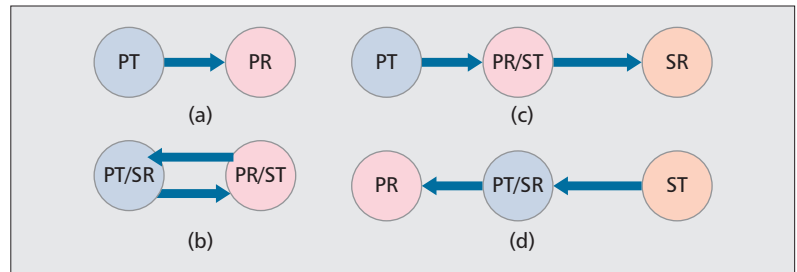 PT PR
(a)
PT PR/ST SR
(c)
PT/SR PR/ST
(b)
PR PT/SR ST
(d)